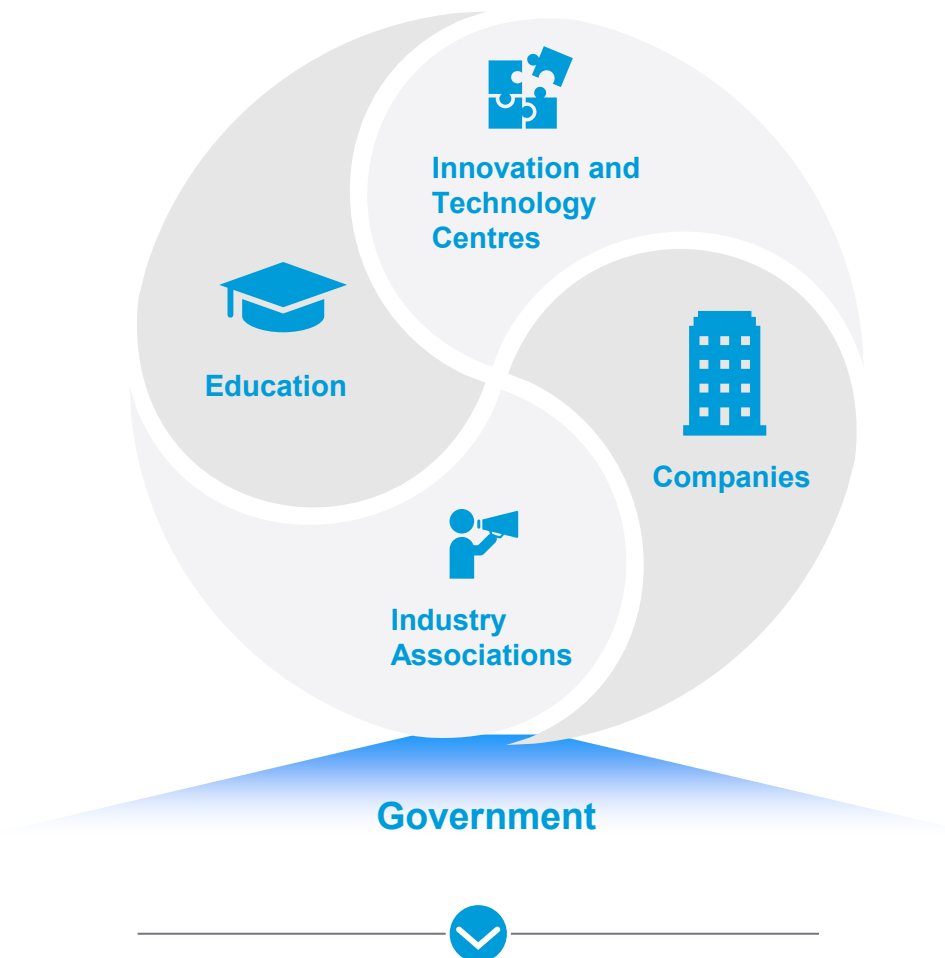 Innovation and
Technology
Centres
Education
Companies
Industry
Associations
Government